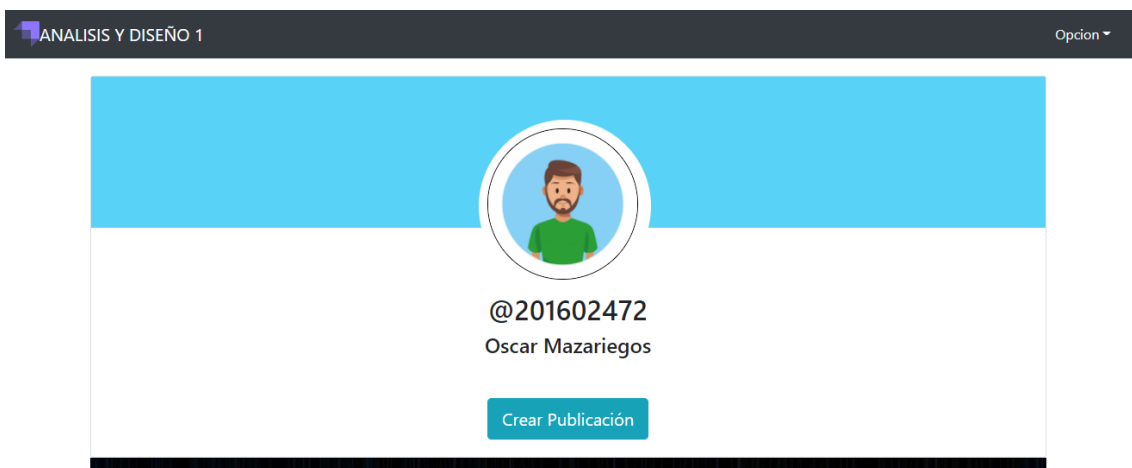 ANALISIS Y DISEÑO 1
Opcion
@201602472
Oscar Mazariegos
Crear Publicación